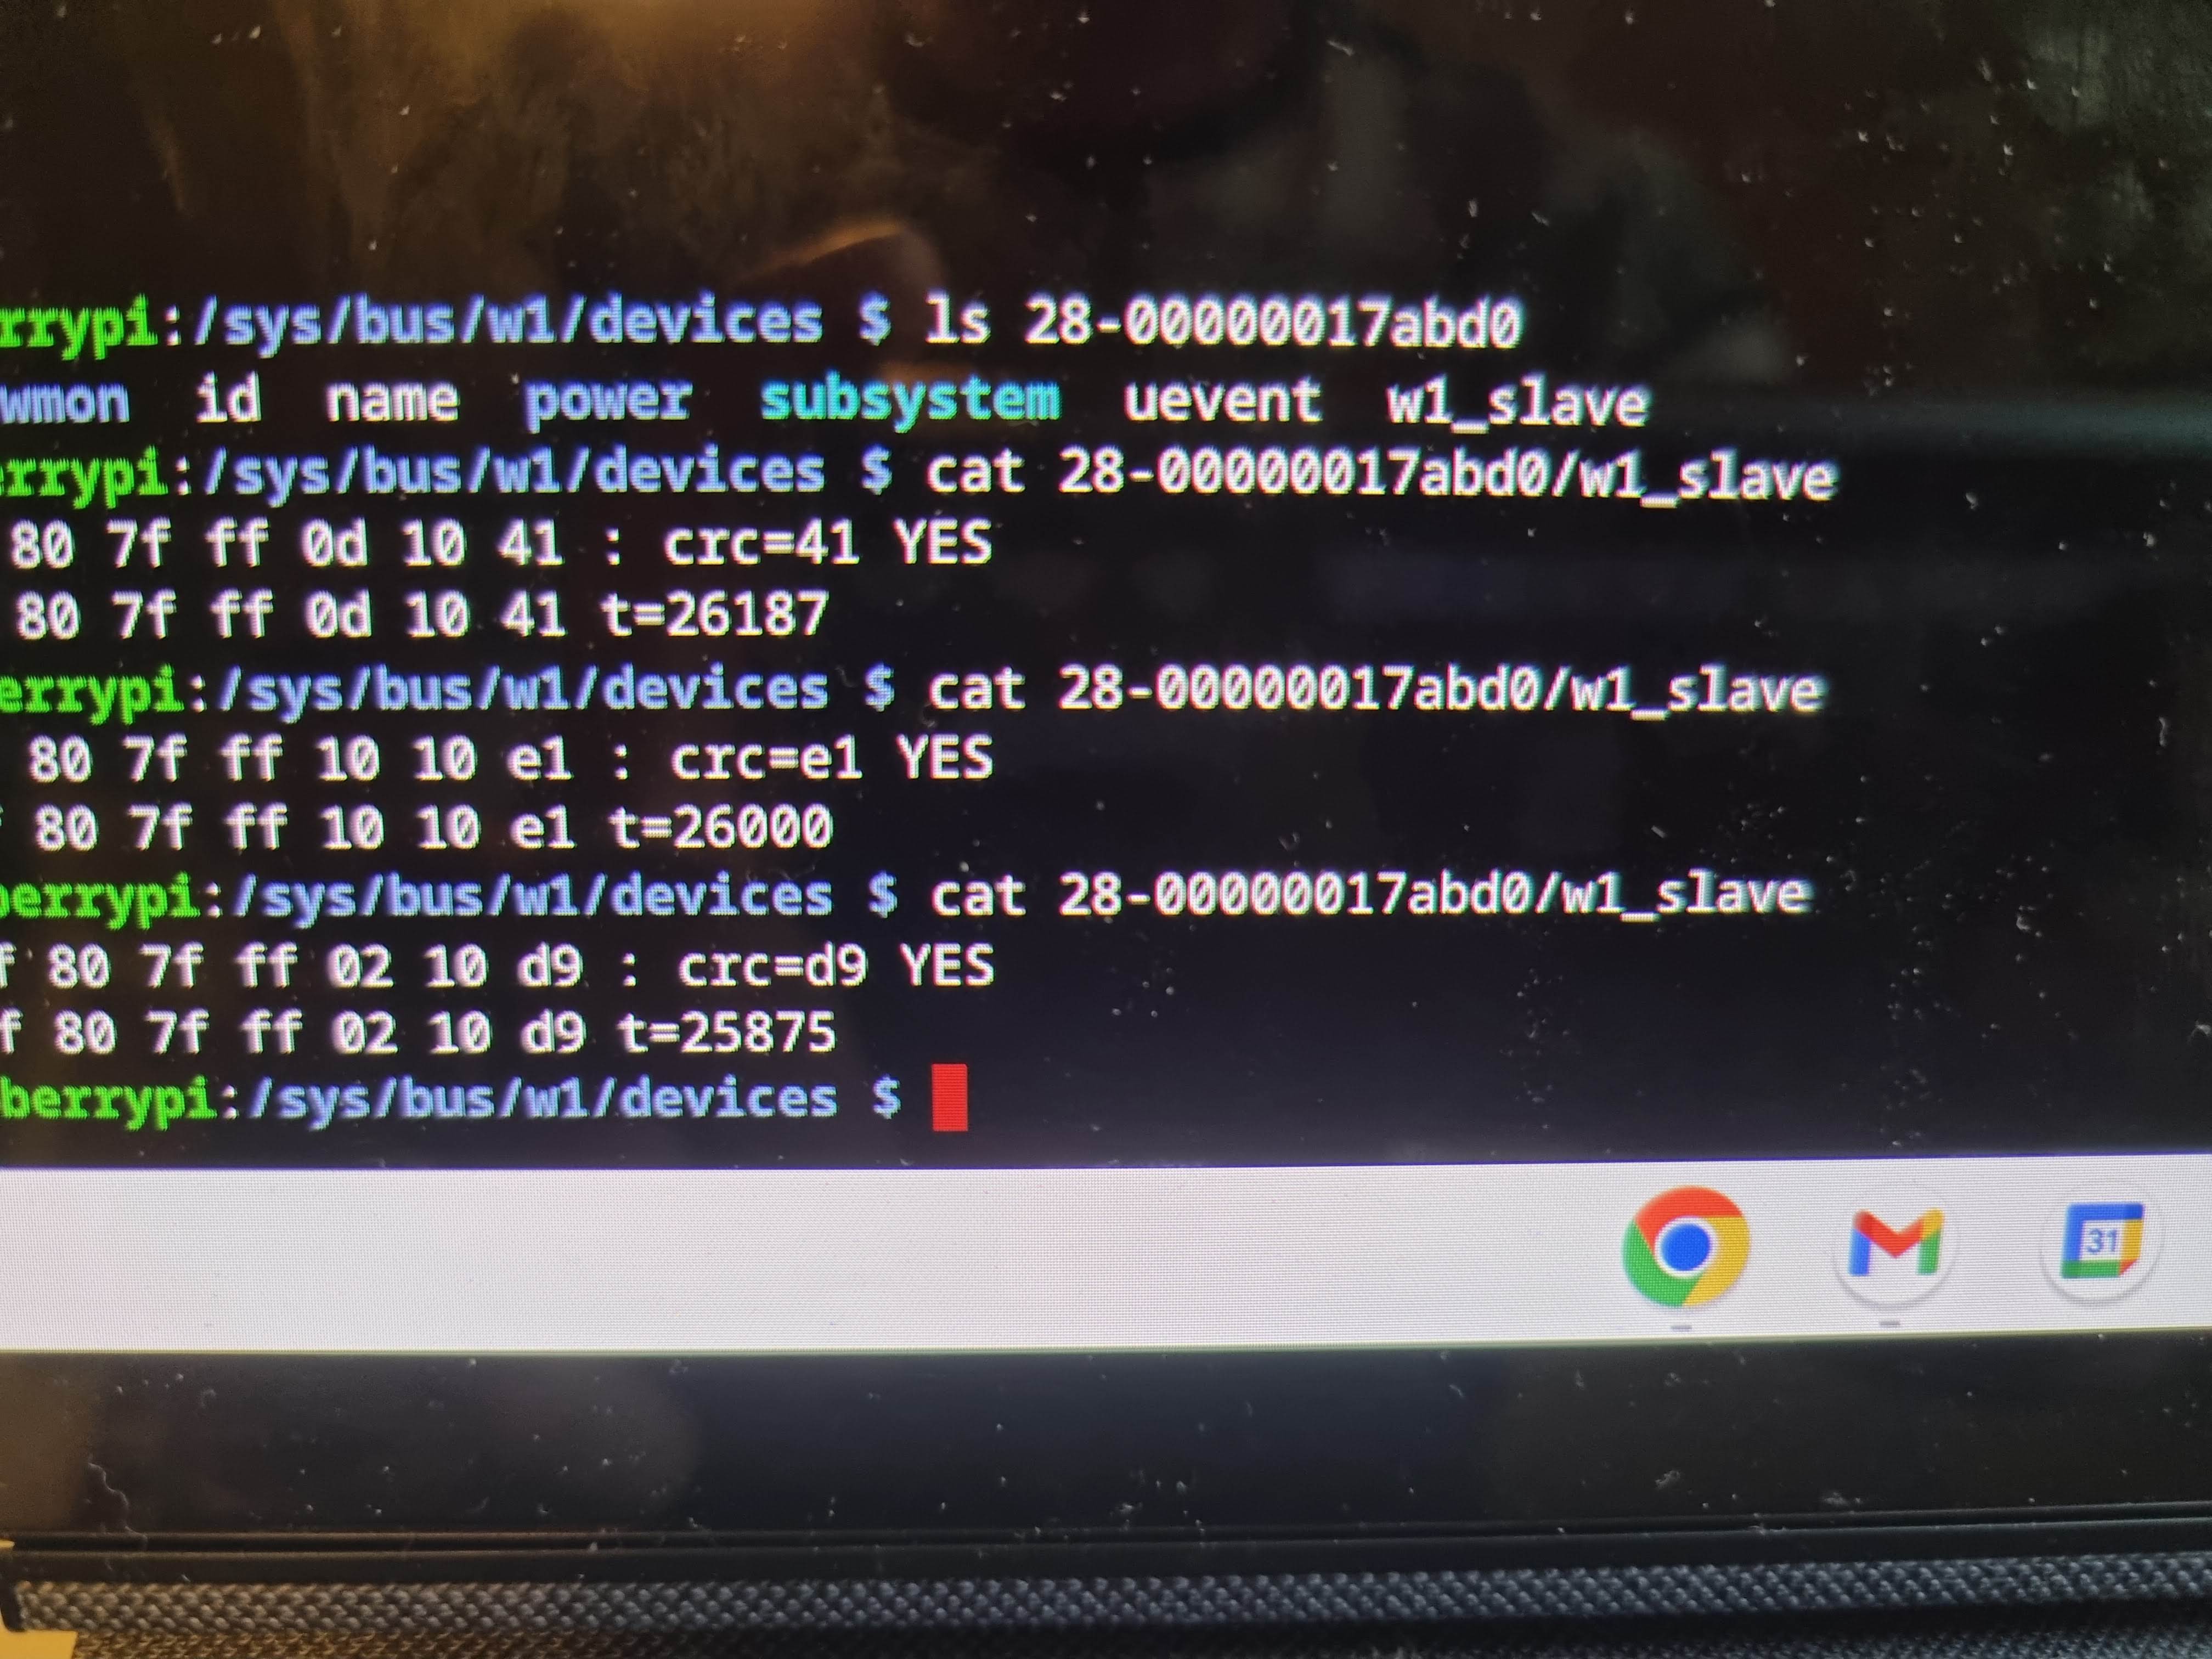 rrypi:/sys/bus/w1/devices $ ls 28-00000017abd0
wmon id name power subsystem uevent w1_slave
errypi:/sys/bus/w1/devices $ cat 28-00000017abd0/w1_slave
80 7f ff 0d 10 41 : crc=41 YES
80 7f ff 0d 10 41 t=26187
errypi:/sys/bus/w1/devices $ cat 28-00000017abd0/w1_slave
80 7f ff 10 10 e1 : crc=e1 YES
80 7f ff 10 10 e1 t=26000
berrypi:/sys/bus/w1/devices $ cat 28-00000017abd0/w1_slave
f 80 7f ff 02 10 d9 : crc=d9 YES
f 80 7f ff 02 10 d9 t=25875
berrypi:/sys/bus/w1/devices $
31